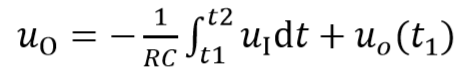 u_O = -\frac{1}{RC} \int_{t1}^{t2} u_I dt + u_o(t_1)